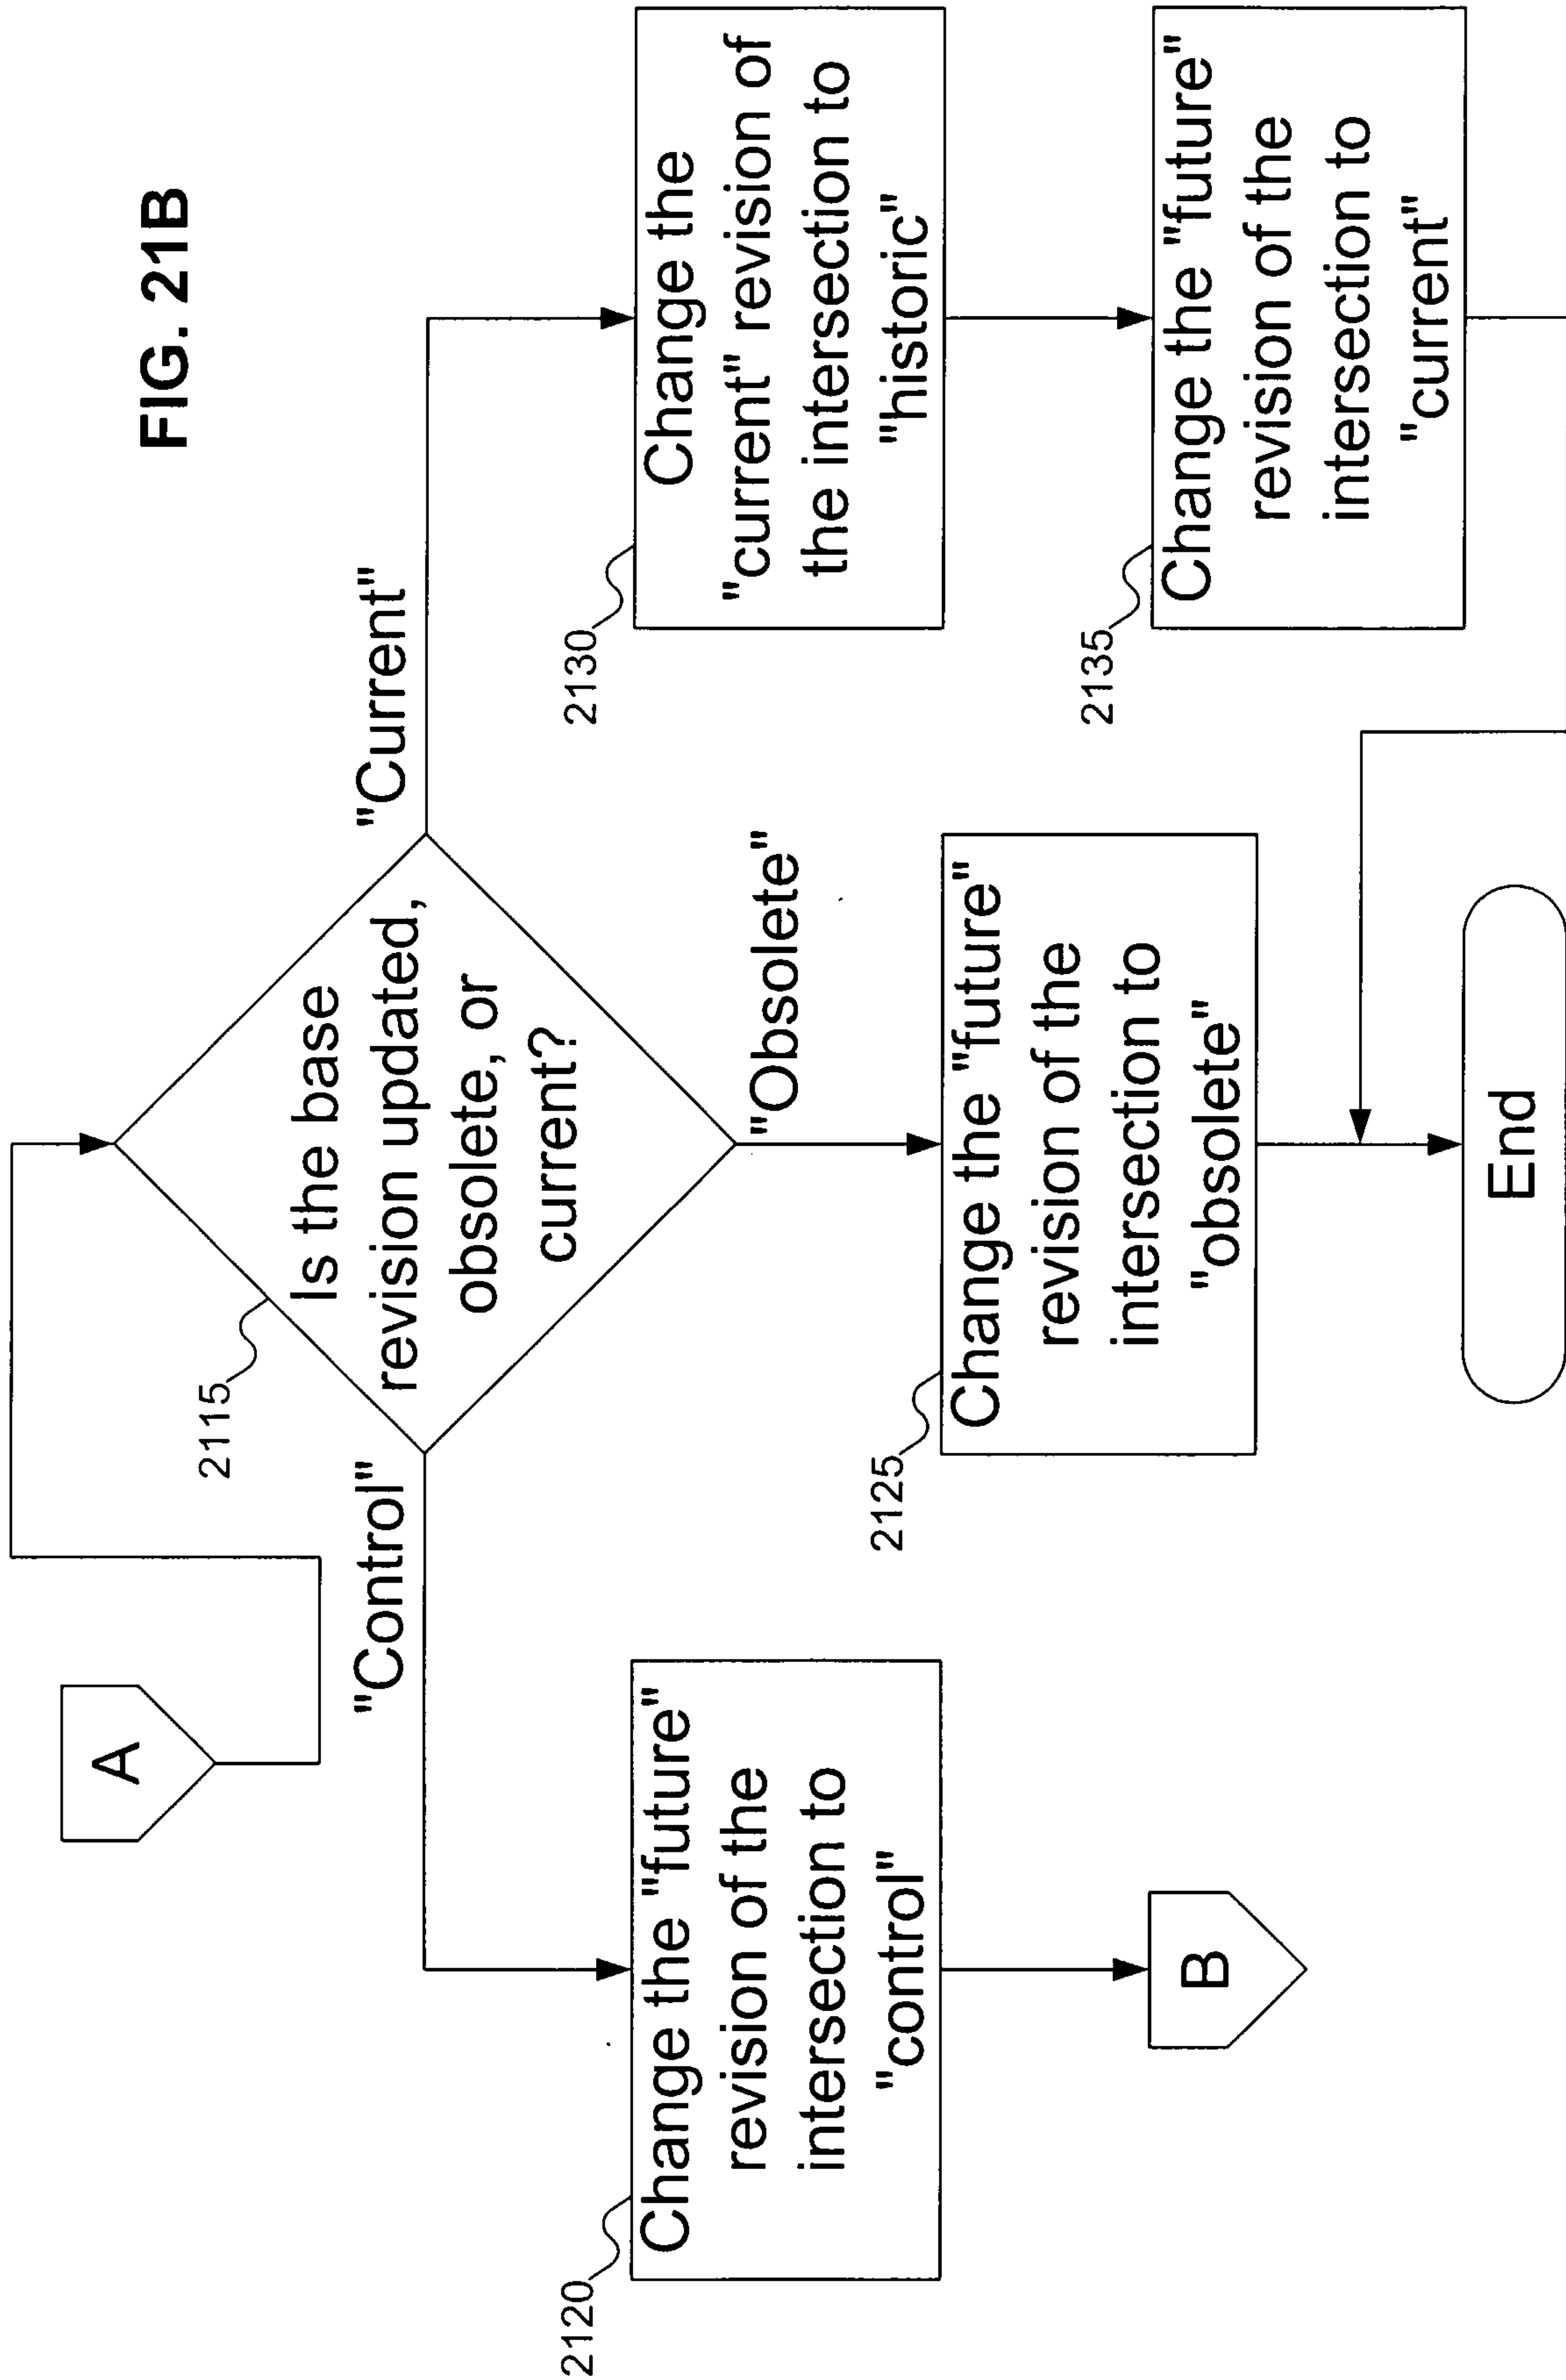 FIG. 21B
A
2115
Is the base
revision updated,
obsolete, or
current?
"Control"
"Current"
"Obsolete"
2120
Change the "future"
revision of the
intersection to
"control"
B
2125
Change the "future"
revision of the
intersection to
"obsolete"
End
2130
Change the
"current" revision of
the intersection to
"historic"
2135
Change the "future"
revision of the
intersection to
"current"